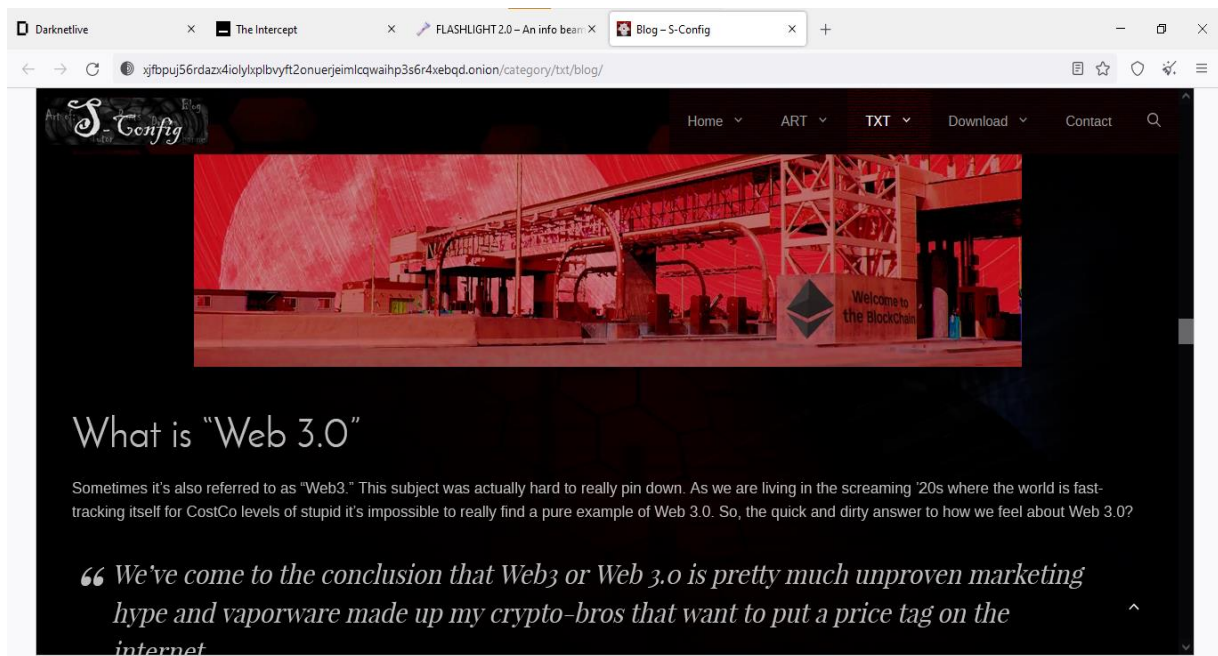 Darknetlive
The Intercept
FLASHLIGHT 2.0 – An info beam
Blog – S-Config
xjfbpuj56rdazx4iolylxplbvyft2onuerjeimlcqwaihp3s6r4xebqd.onion/category/txt/blog/
S-Config
Home
ART
TXT
Download
Contact
Welcome to
the BlockChain
What is “Web 3.0”
Sometimes it’s also referred to as “Web3.” This subject was actually hard to really pin down. As we are living in the screaming ’20s where the world is fast-
tracking itself for CostCo levels of stupid it’s impossible to really find a pure example of Web 3.0. So, the quick and dirty answer to how we feel about Web 3.0?
“ We’ve come to the conclusion that Web3 or Web 3.0 is pretty much unproven marketing
hype and vaporware made up my crypto-bros that want to put a price tag on the
internet